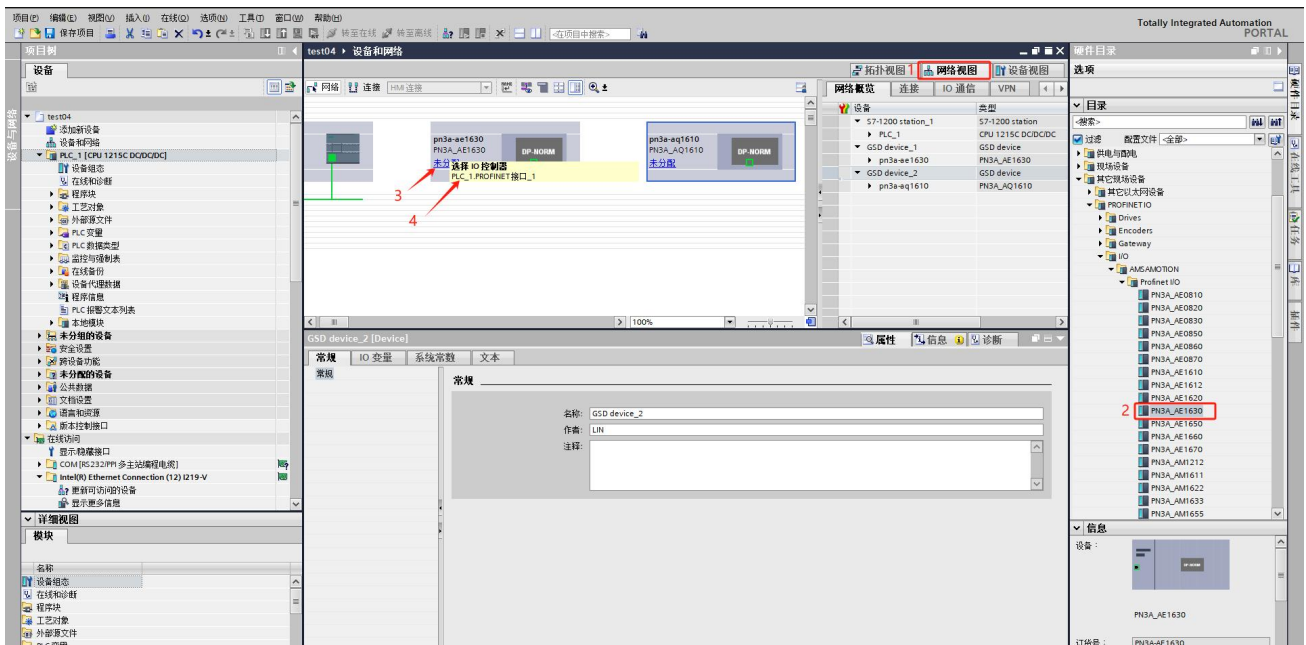 项目(P) 编辑(E) 视图(V) 插入(I) 在线(O) 选项(N) 工具(T) 窗口(W) 帮助(H)
Totally Integrated Automation
PORTAL
保存项目 转至在线 转至离线 <在项目中搜索>
项目树
设备
设备与网络
test04
添加新设备
设备和网络
PLC_1 [CPU 1215C DC/DC/DC]
设备组态
在线和诊断
程序块
工艺对象
外部源文件
PLC 变量
PLC 数据类型
监控与强制表
在线备份
设备代理数据
程序信息
PLC 报警文本列表
本地模块
未分组的设备
安全设置
跨设备功能
未分配的设备
公共数据
文档设置
语言和资源
版本控制接口
在线访问
显示/隐藏接口
COM [RS232/PPI 多主站编程电缆]
Intel(R) Ethernet Connection (12) I219-V
更新可访问的设备
显示更多信息
详细视图
模块
名称
设备组态
在线和诊断
程序块
工艺对象
外部源文件
PLC 变量
test04 设备和网络
拓扑视图 1 网络视图 设备视图
网络 连接 HMI 连接
pn3a-ae1630
PN3A_AE1630
DP-NORM
未分配
选择 IO 控制器
PLC_1.PROFINET接口_1
3
4
pn3a-aq1610
PN3A_AQ1610
DP-NORM
未分配
100%
网络概览 连接 IO 通信 VPN
设备 类型
S7-1200 station_1 S7-1200 station
PLC_1 CPU 1215C DC/DC/DC
GSD device_1 GSD device
pn3a-ae1630 PN3A_AE1630
GSD device_2 GSD device
pn3a-aq1610 PN3A_AQ1610
GSD device_2 [Device]
属性 信息 诊断
常规 IO 变量 系统常数 文本
常规
常规
名称: GSD device_2
作者: LIN
注释:
硬件目录
选项
目录
<搜索>
过滤 配置文件 <全部>
供电与配电
现场设备
其它现场设备
其它以太网设备
PROFINET IO
Drives
Encoders
Gateway
I/O
AMSAMOTION
Profinet I/O
PN3A_AE0810
PN3A_AE0820
PN3A_AE0830
PN3A_AE0850
PN3A_AE0860
PN3A_AE0870
PN3A_AE1610
PN3A_AE1612
PN3A_AE1620
2 PN3A_AE1630
PN3A_AE1650
PN3A_AE1660
PN3A_AE1670
PN3A_AM1212
PN3A_AM1611
PN3A_AM1622
PN3A_AM1633
PN3A_AM1655
信息
设备:
DP-NORM
PN3A_AE1630
订货号: PN3A-AE1630
硬件目录
在线工具
任务
库
插件